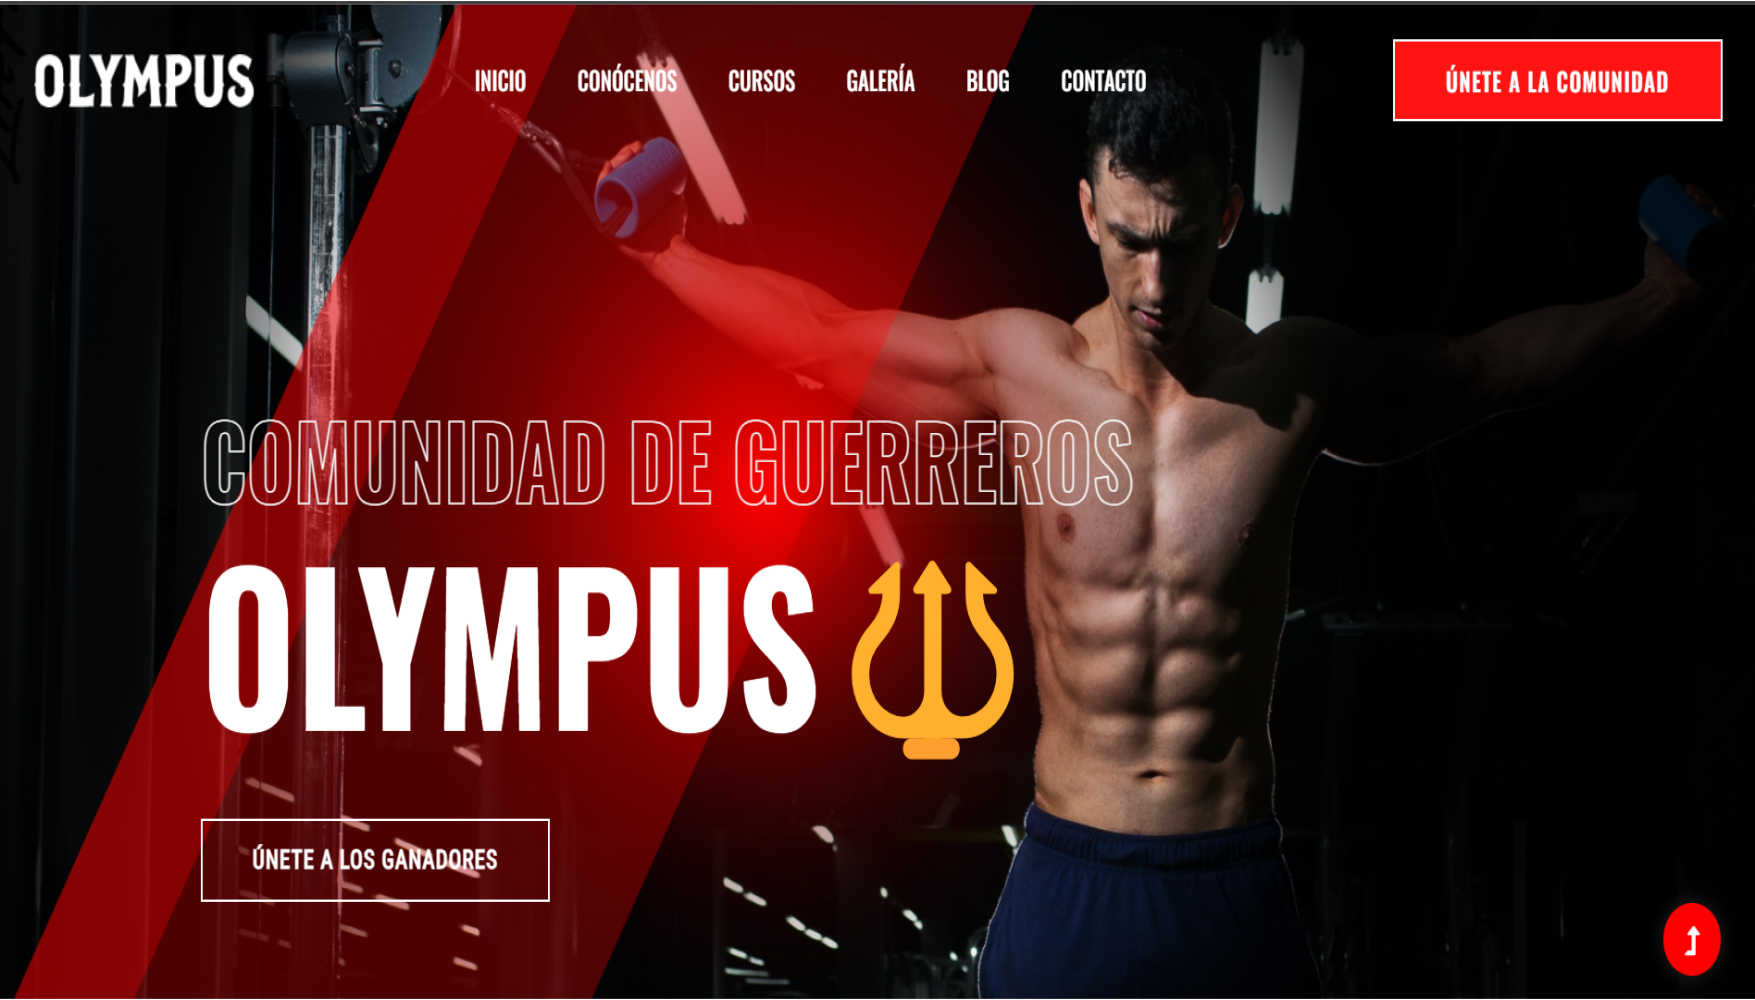 OLYMPUS
INICIO CONÓCENOS CURSOS GALERÍA BLOG CONTACTO
ÚNETE A LA COMUNIDAD
COMUNIDAD DE GUERREROS
OLYMPUS
ÚNETE A LOS GANADORES